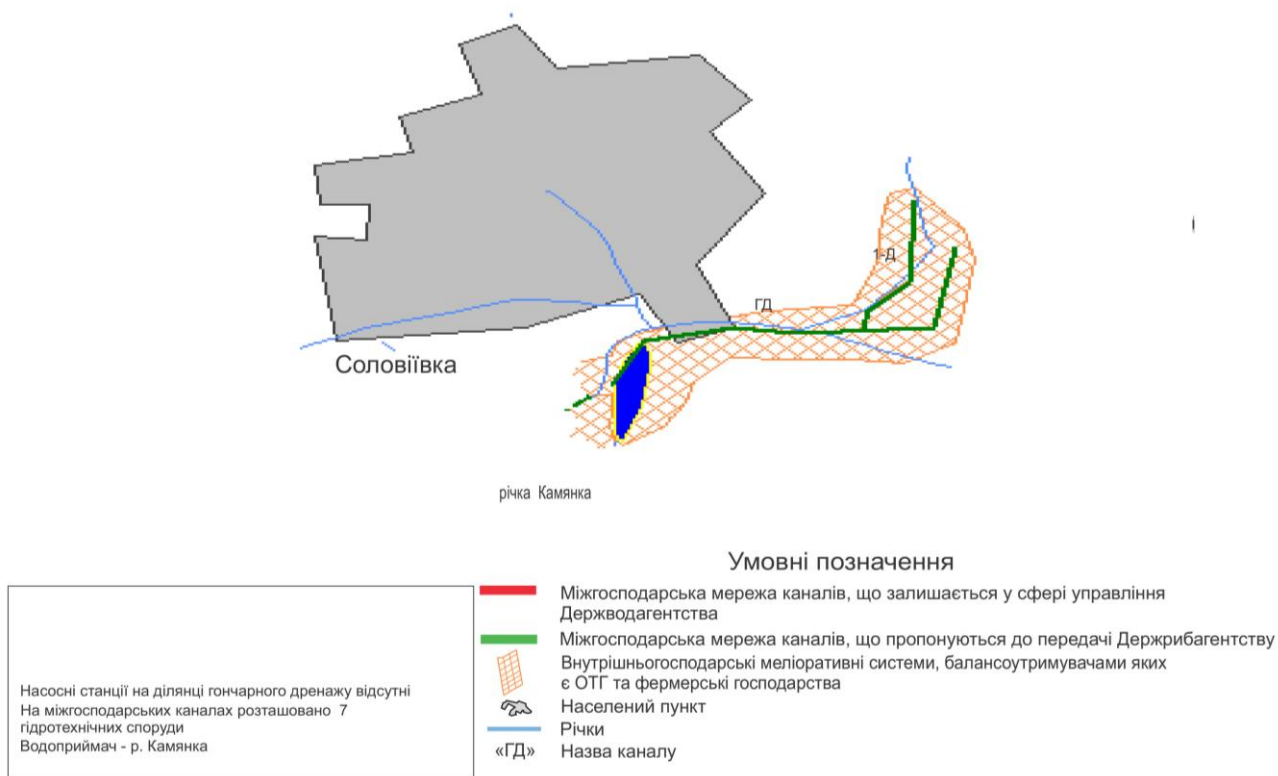 1-Д
ГД
Соловіївка
річка Камянка
Умовні позначення
Міжгосподарська мережа каналів, що залишається у сфері управління
Держводагентства
Міжгосподарська мережа каналів, що пропонуються до передачі Держрибагентству
Внутрішньогосподарські меліоративні системи, балансоутримувачами яких
є ОТГ та фермерські господарства
Населений пункт
Річки
«ГД» Назва каналу
Насосні станції на ділянці гончарного дренажу відсутні
На міжгосподарських каналах розташовано 7
гідротехнічних споруди
Водоприймач - р. Камянка